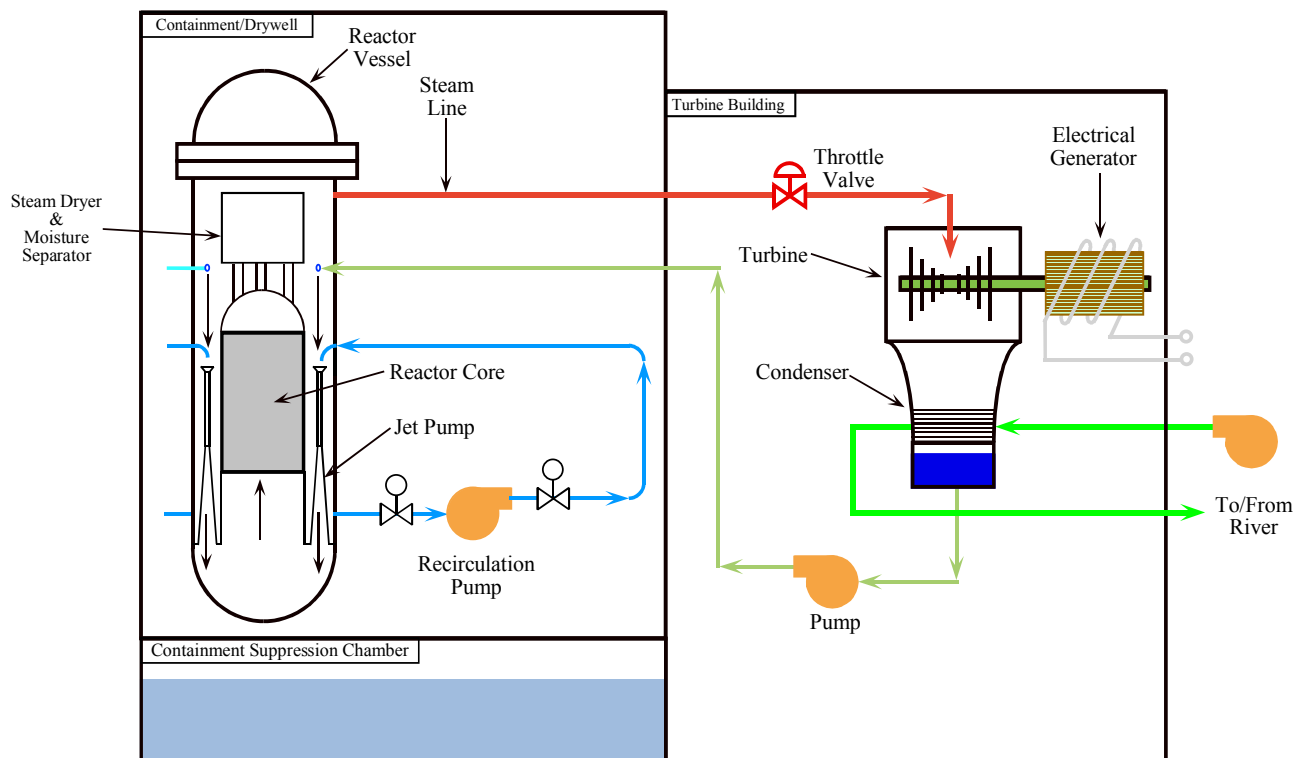 Containment/Drywell
Reactor
Vessel
Steam
Line
Turbine Building
Throttle
Valve
Electrical
Generator
Steam Dryer
&
Moisture
Separator
Turbine
Condenser
Reactor Core
Jet Pump
To/From
River
Recirculation
Pump
Pump
Containment Suppression Chamber